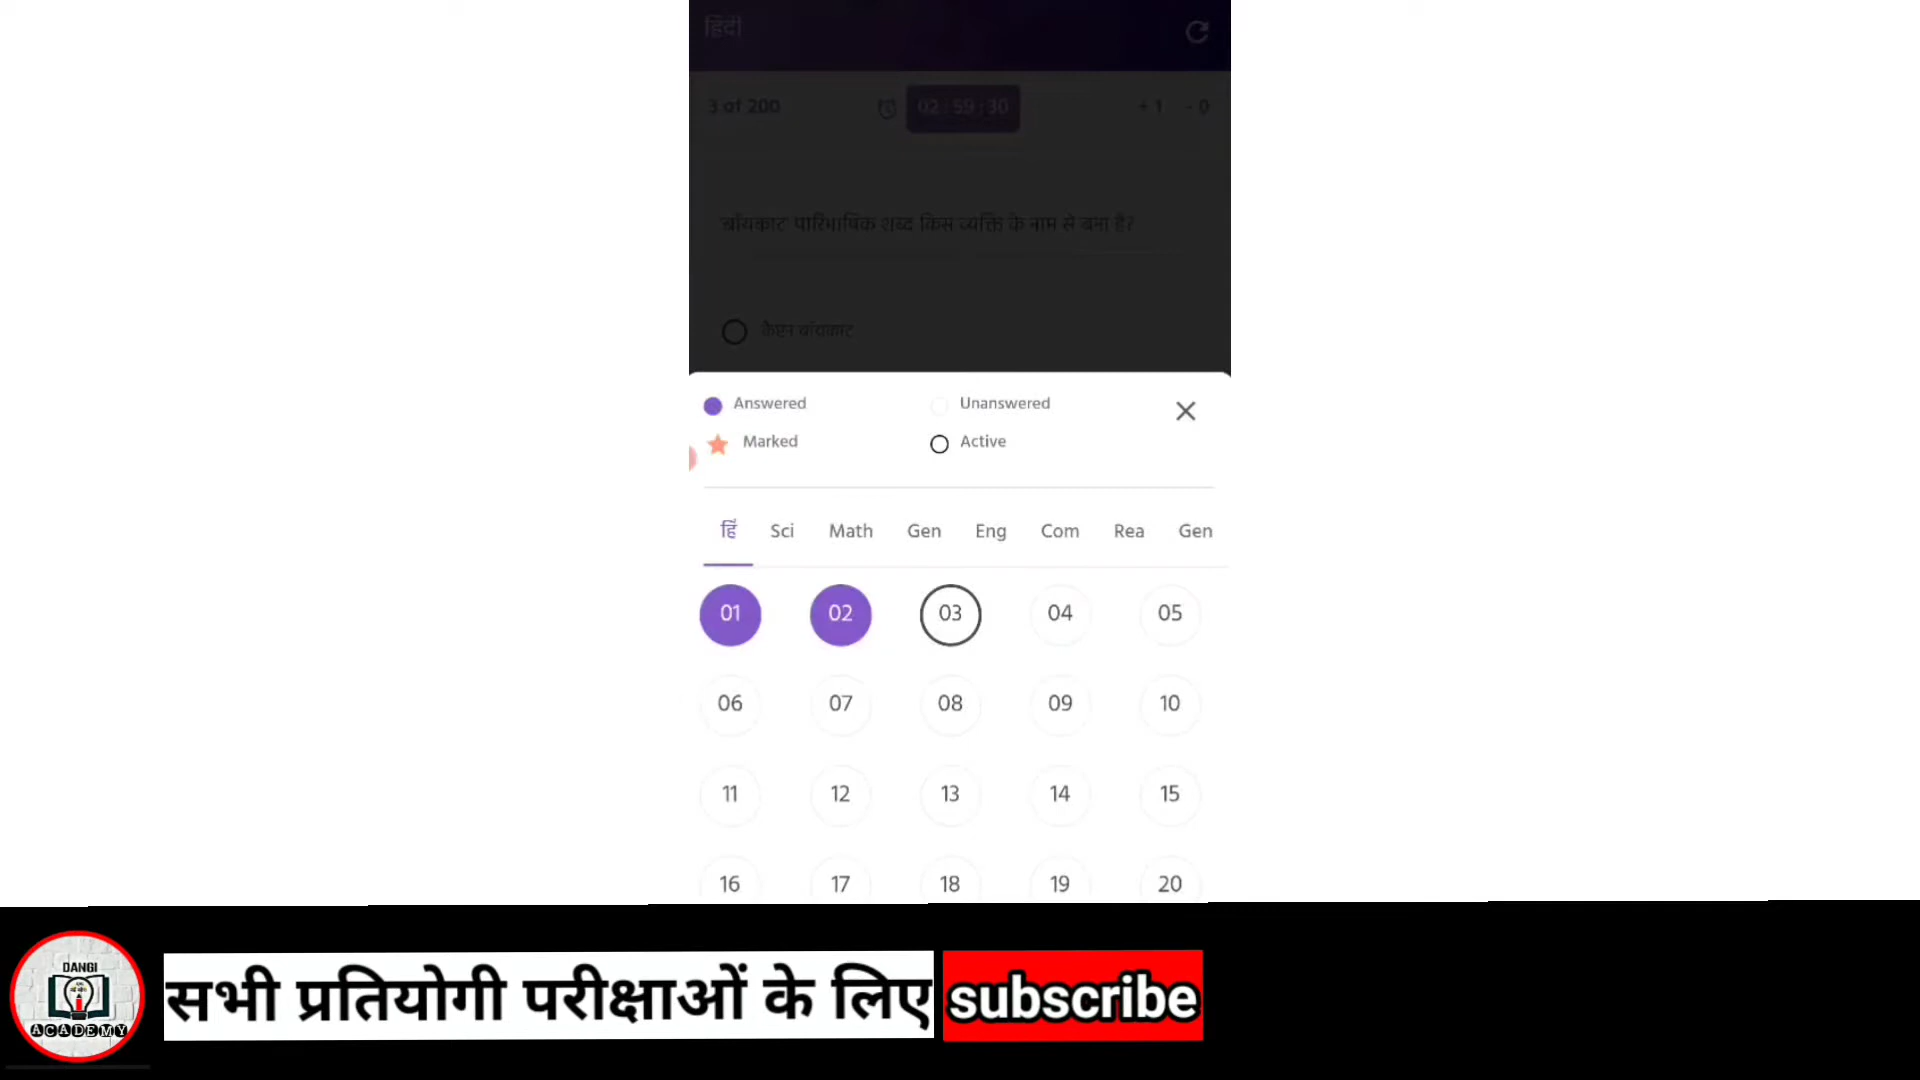 हिंदी
3 of 200
02 : 59 : 30
+ 1 - 0
'बॉयकाट' पारिभाषिक शब्द किस व्यक्ति के नाम से बना है?
कैप्टन बॉयकाट
Answered
Unanswered
Marked
Active
हिं Sci Math Gen Eng Com Rea Gen
01 02 03 04 05
06 07 08 09 10
11 12 13 14 15
16 17 18 19 20
DANGI
ACADEMY
सभी प्रतियोगी परीक्षाओं के लिए subscribe